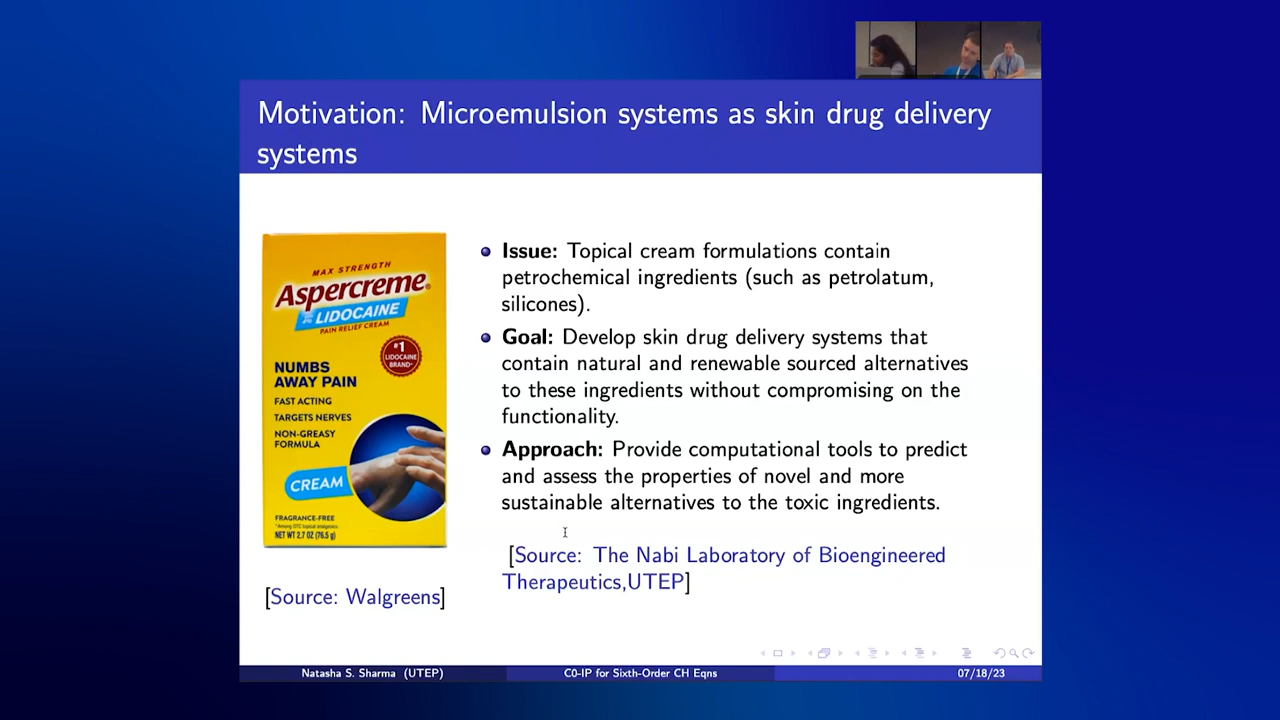 Motivation: Microemulsion systems as skin drug delivery
systems
MAX STRENGTH
Aspercreme®
LIDOCAINE
PAIN RELIEF CREAM
#1
LIDOCAINE
BRAND*
NUMBS
AWAY PAIN
FAST ACTING
TARGETS NERVES
NON-GREASY
FORMULA
CREAM
FRAGRANCE-FREE
*Among OTC topical analgesics
NET WT 2.7 OZ (76.5 g)
[Source: Walgreens]
Issue: Topical cream formulations contain
petrochemical ingredients (such as petrolatum,
silicones).
Goal: Develop skin drug delivery systems that
contain natural and renewable sourced alternatives
to these ingredients without compromising on the
functionality.
Approach: Provide computational tools to predict
and assess the properties of novel and more
sustainable alternatives to the toxic ingredients.
[Source: The Nabi Laboratory of Bioengineered
Therapeutics,UTEP]
Natasha S. Sharma (UTEP)
C0-IP for Sixth-Order CH Eqns
07/18/23